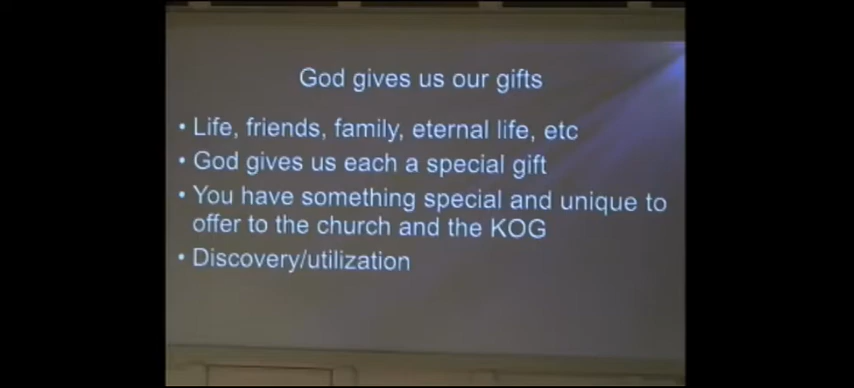 God gives us our gifts
• Life, friends, family, eternal life, etc
• God gives us each a special gift
• You have something special and unique to
offer to the church and the KOG
• Discovery/utilization